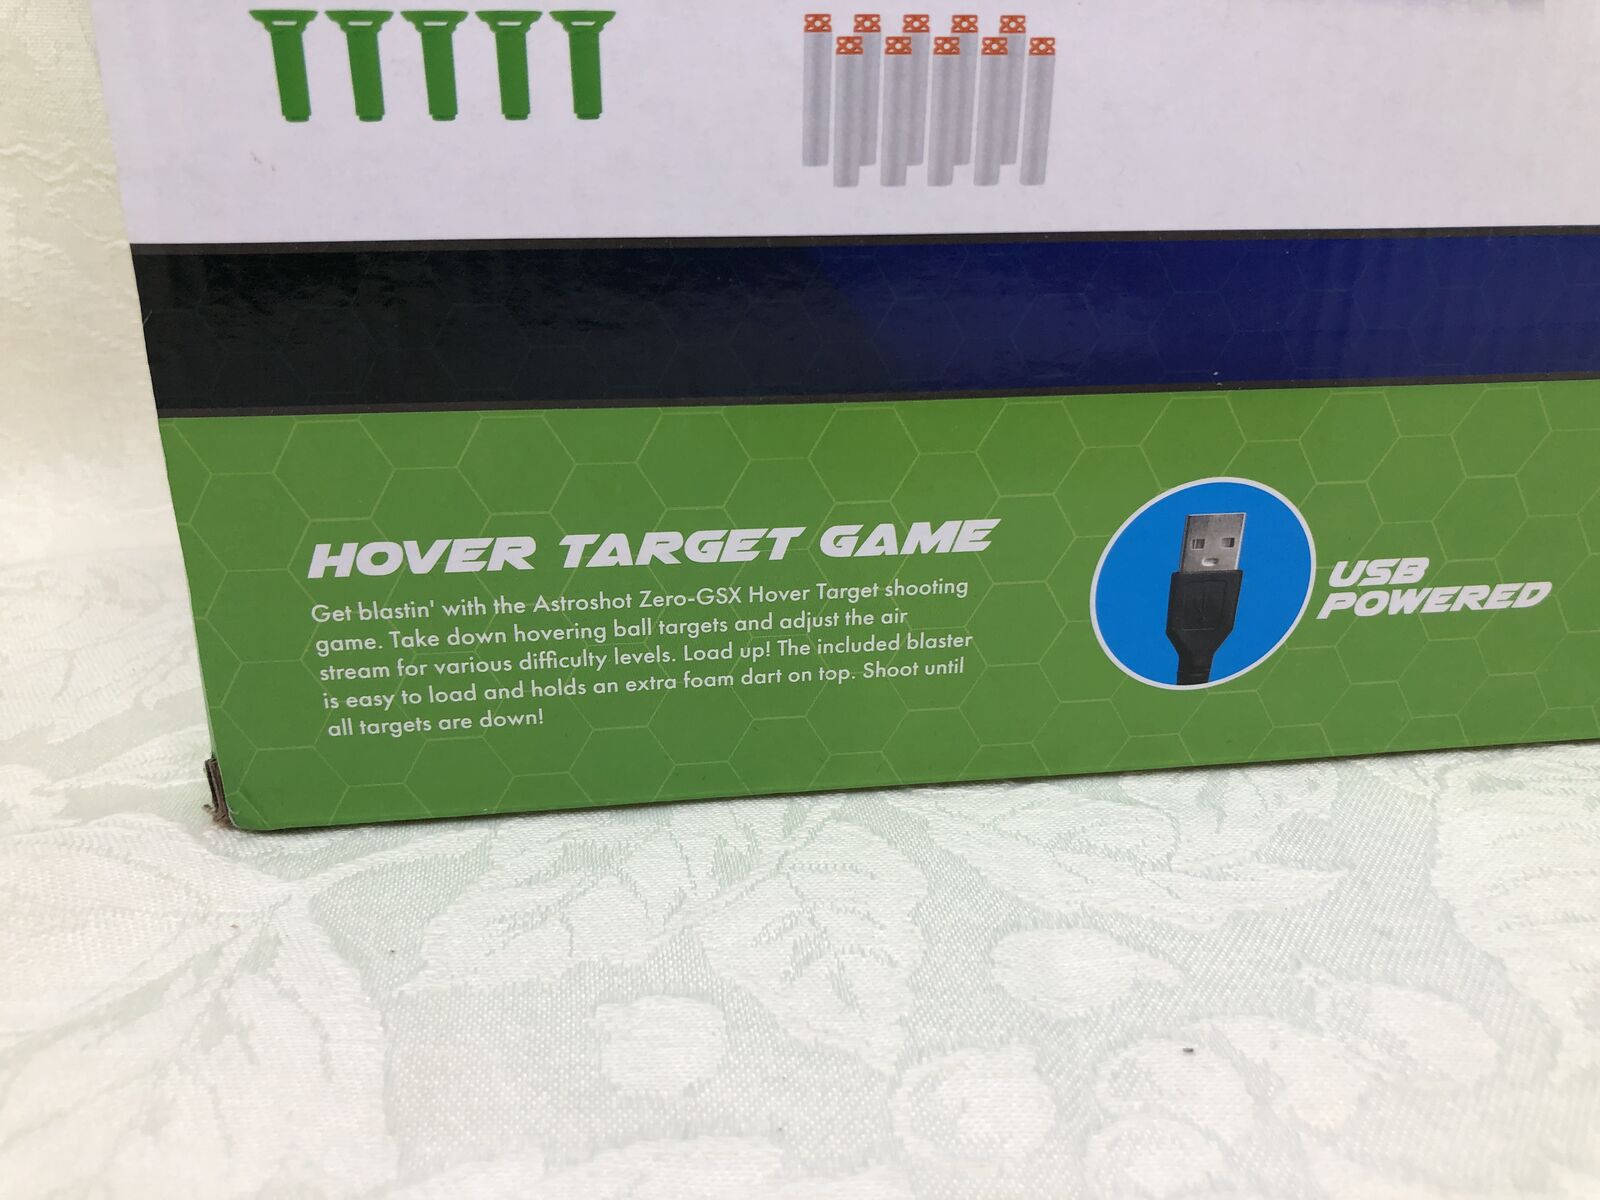 HOVER TARGET GAME
Get blastin' with the Astroshot Zero-GSX Hover Target shooting
game. Take down hovering ball targets and adjust the air
stream for various difficulty levels. Load up! The included blaster
is easy to load and holds an extra foam dart on top. Shoot until
all targets are down!
USB
POWERED